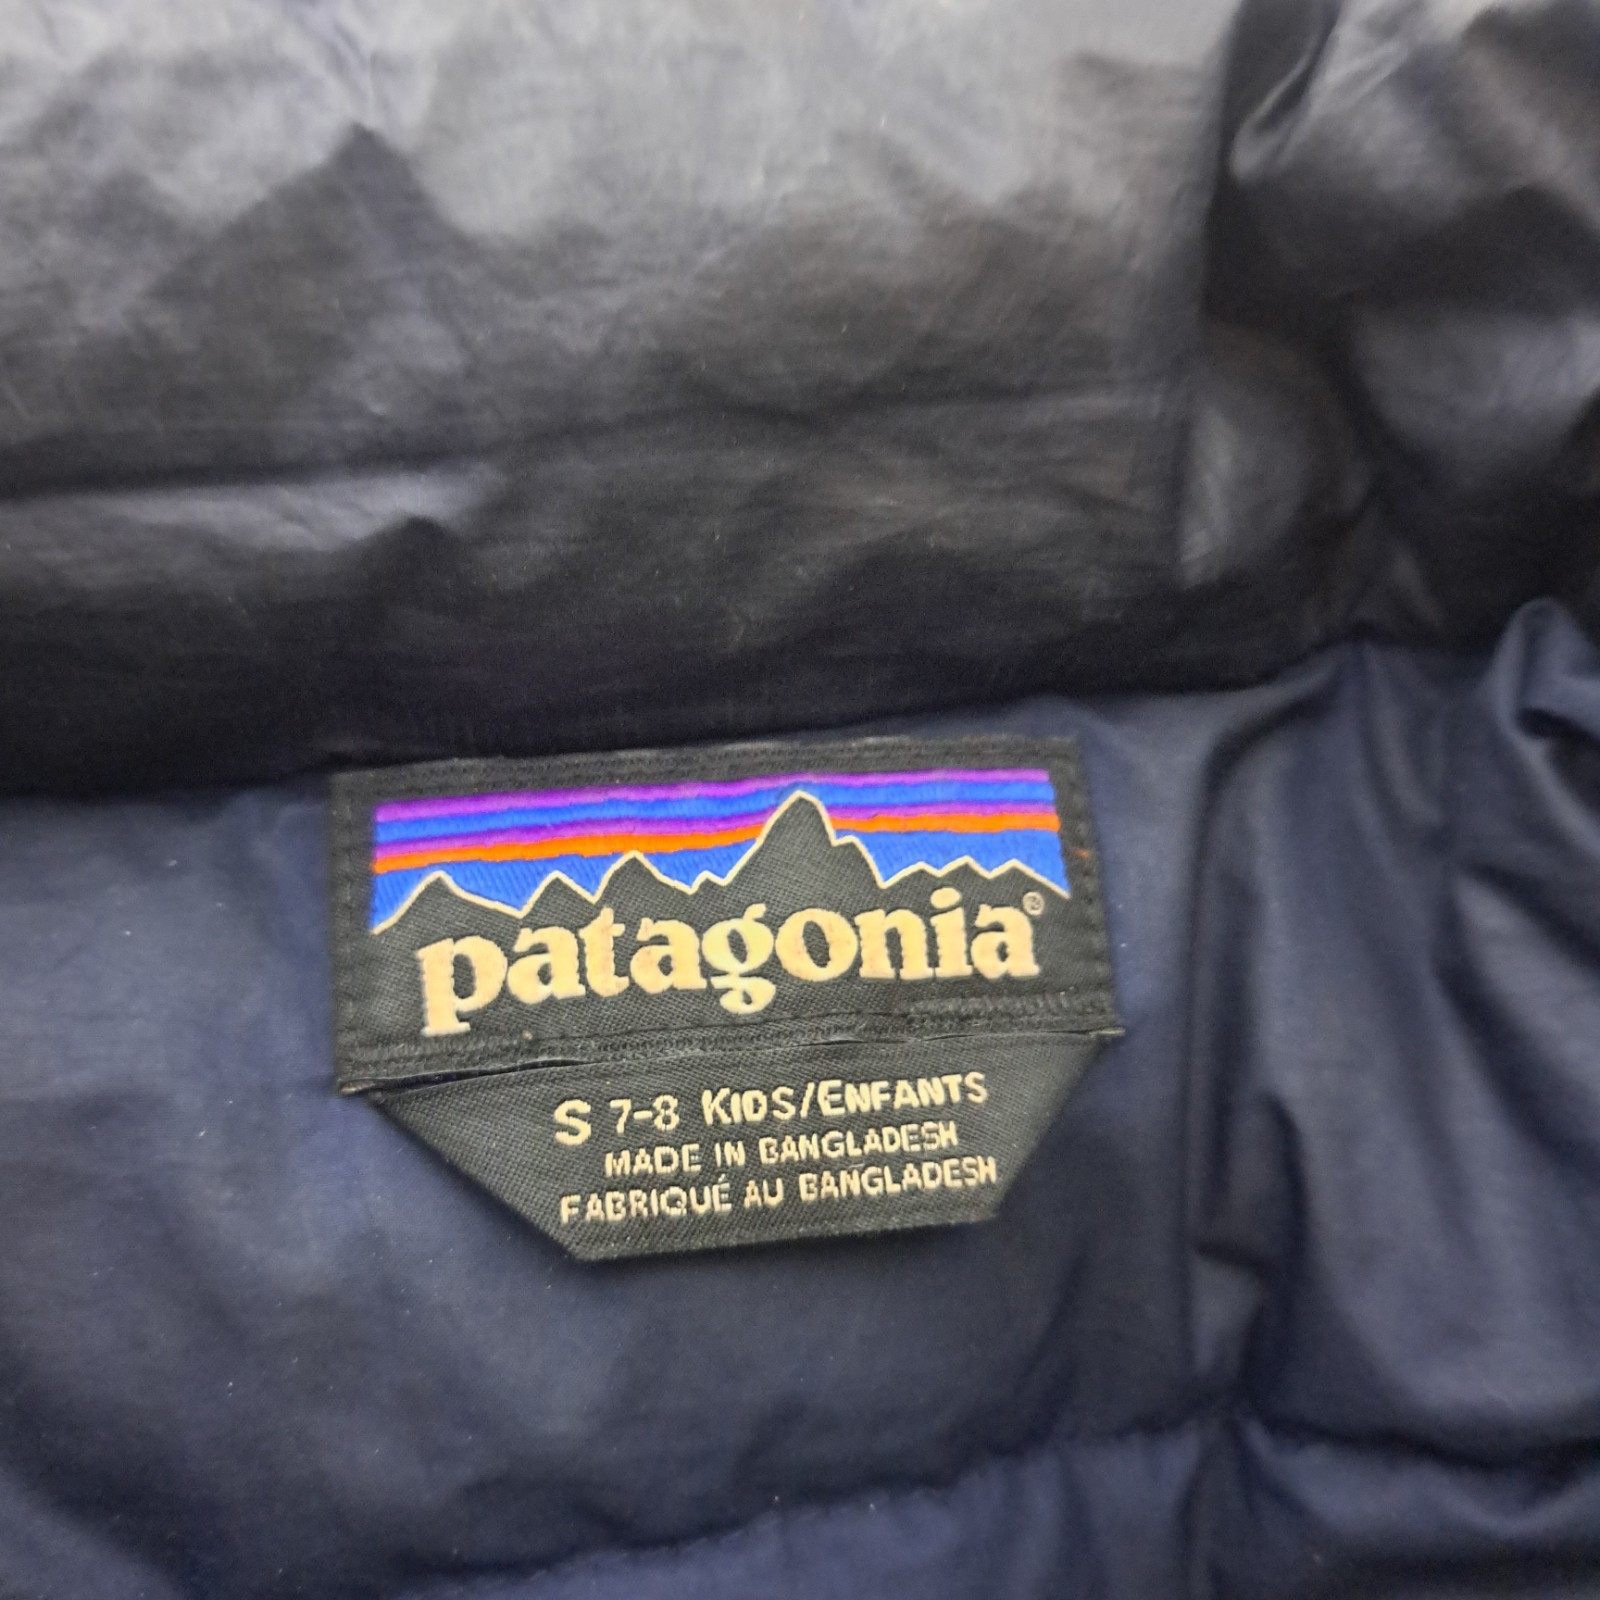 patagonia®
S 7-8 KIDS/ENFANTS
MADE IN BANGLADESH
FABRIQUÉ AU BANGLADESH